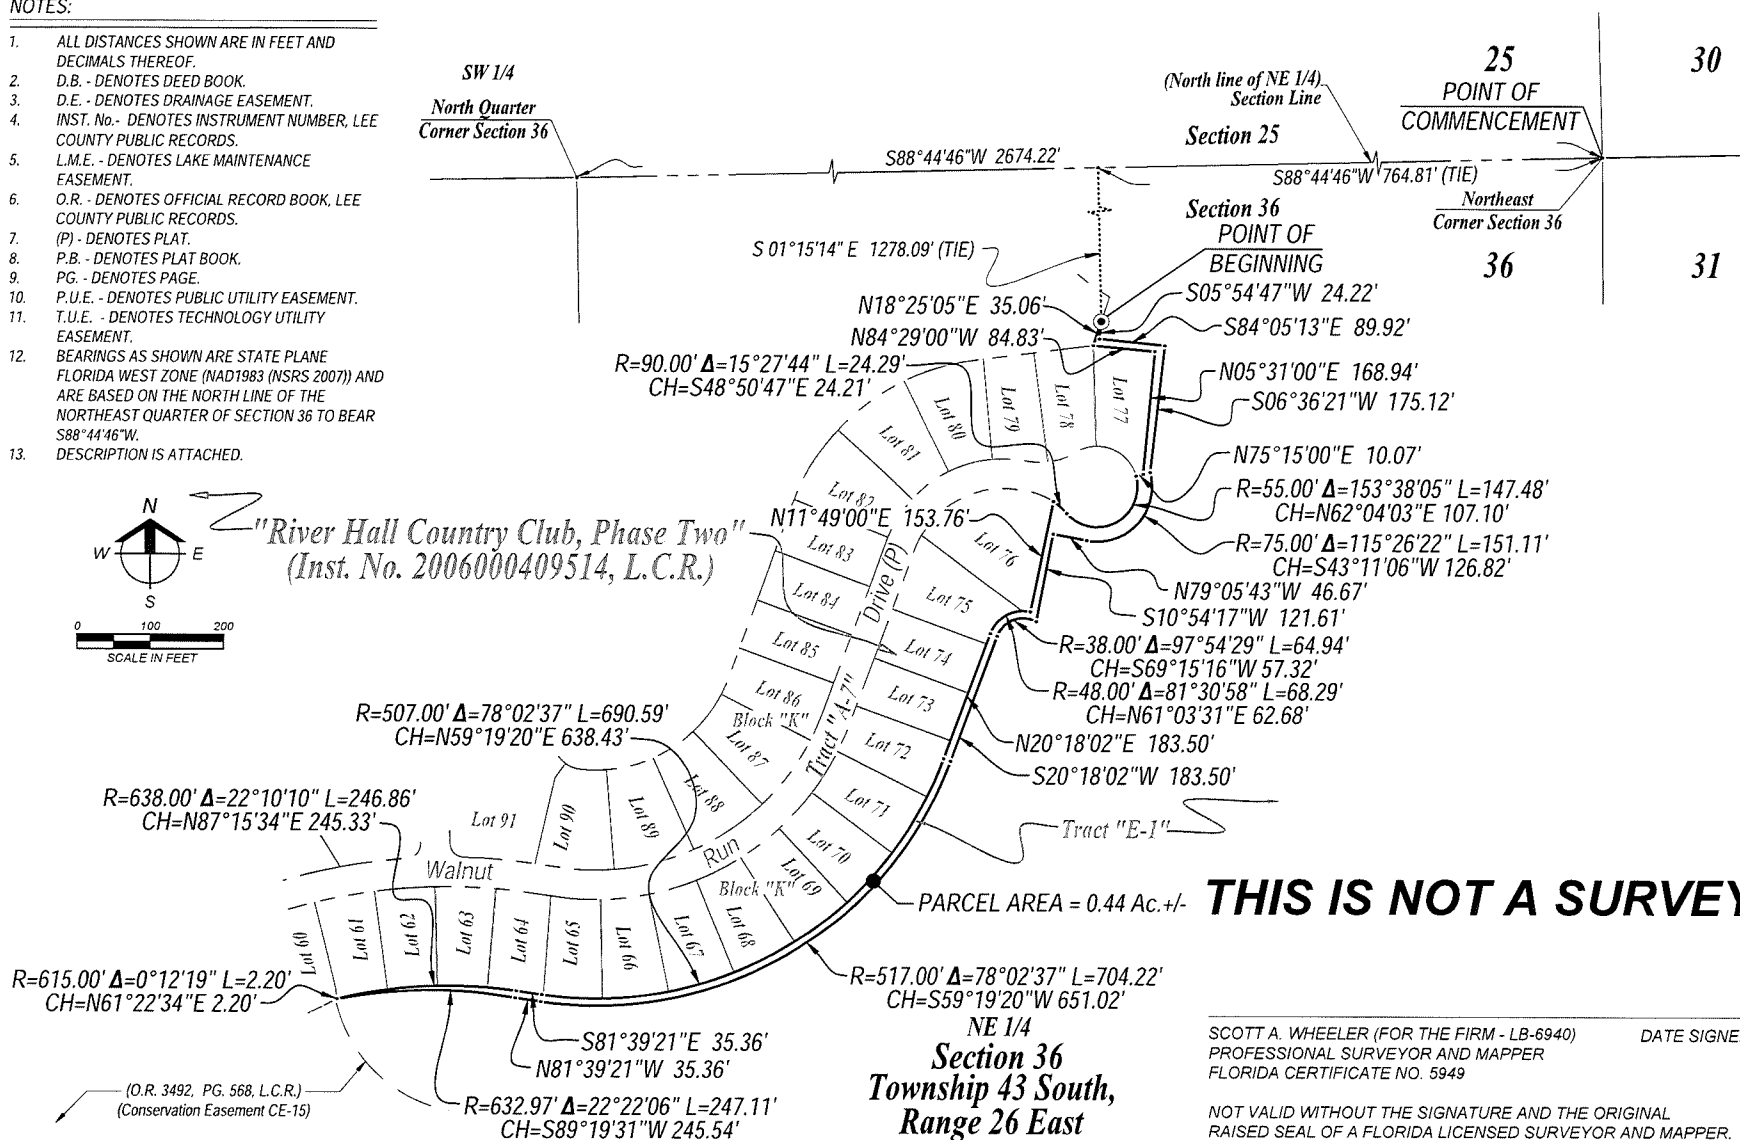 NOTES:
1. ALL DISTANCES SHOWN ARE IN FEET AND
DECIMALS THEREOF.
2. D.B. - DENOTES DEED BOOK.
3. D.E. - DENOTES DRAINAGE EASEMENT.
4. INST. No.- DENOTES INSTRUMENT NUMBER, LEE
COUNTY PUBLIC RECORDS.
5. L.M.E. - DENOTES LAKE MAINTENANCE
EASEMENT.
6. O.R. - DENOTES OFFICIAL RECORD BOOK, LEE
COUNTY PUBLIC RECORDS.
7. (P) - DENOTES PLAT.
8. P.B. - DENOTES PLAT BOOK.
9. PG. - DENOTES PAGE.
10. P.U.E. - DENOTES PUBLIC UTILITY EASEMENT.
11. T.U.E. - DENOTES TECHNOLOGY UTILITY
EASEMENT.
12. BEARINGS AS SHOWN ARE STATE PLANE
FLORIDA WEST ZONE (NAD1983 (NSRS 2007)) AND
ARE BASED ON THE NORTH LINE OF THE
NORTHEAST QUARTER OF SECTION 36 TO BEAR
S88°44'46"W.
13. DESCRIPTION IS ATTACHED.
SW 1/4
North Quarter
Corner Section 36
(North line of NE 1/4)
Section Line
25
30
POINT OF
COMMENCEMENT
Section 25
S88°44'46"W 2674.22'
S88°44'46"W 764.81' (TIE)
Northeast
Corner Section 36
Section 36
36
31
POINT OF
BEGINNING
S 01°15'14" E 1278.09' (TIE)
S05°54'47"W 24.22'
N18°25'05"E 35.06'
S84°05'13"E 89.92'
N84°29'00"W 84.83'
R=90.00' Δ=15°27'44" L=24.29'
CH=S48°50'47"E 24.21'
N05°31'00"E 168.94'
S06°36'21"W 175.12'
N75°15'00"E 10.07'
R=55.00' Δ=153°38'05" L=147.48'
CH=N62°04'03"E 107.10'
R=75.00' Δ=115°26'22" L=151.11'
CH=S43°11'06"W 126.82'
N79°05'43"W 46.67'
S10°54'17"W 121.61'
R=38.00' Δ=97°54'29" L=64.94'
CH=S69°15'16"W 57.32'
R=48.00' Δ=81°30'58" L=68.29'
CH=N61°03'31"E 62.68'
N20°18'02"E 183.50'
S20°18'02"W 183.50'
Tract "E-1"
PARCEL AREA = 0.44 Ac.+/-
THIS IS NOT A SURVEY
N
W
E
S
0 100 200
SCALE IN FEET
"River Hall Country Club, Phase Two"
(Inst. No. 2006000409514, L.C.R.)
N11°49'00"E 153.76'
Lot 77
Lot 78
Lot 79
Lot 80
Lot 81
Lot 82
Lot 83
Lot 84
Lot 85
Lot 86
Block "K"
Lot 87
Lot 88
Lot 89
Lot 90
Lot 91
Lot 76
Lot 75
Lot 74
Lot 73
Lot 72
Lot 71
Lot 70
Lot 69
Block "K"
Lot 68
Lot 67
Lot 66
Lot 65
Lot 64
Lot 63
Lot 62
Lot 61
Lot 60
Walnut
Run
Drive (P)
Tract "A-7"
R=507.00' Δ=78°02'37" L=690.59'
CH=N59°19'20"E 638.43'
R=638.00' Δ=22°10'10" L=246.86'
CH=N87°15'34"E 245.33'
R=615.00' Δ=0°12'19" L=2.20'
CH=N61°22'34"E 2.20'
S81°39'21"E 35.36'
N81°39'21"W 35.36'
R=632.97' Δ=22°22'06" L=247.11'
CH=S89°19'31"W 245.54'
(O.R. 3492, PG. 568, L.C.R.)
(Conservation Easement CE-15)
R=517.00' Δ=78°02'37" L=704.22'
CH=S59°19'20"W 651.02'
NE 1/4
Section 36
Township 43 South,
Range 26 East
SCOTT A. WHEELER (FOR THE FIRM - LB-6940) DATE SIGNE
PROFESSIONAL SURVEYOR AND MAPPER
FLORIDA CERTIFICATE NO. 5949
NOT VALID WITHOUT THE SIGNATURE AND THE ORIGINAL
RAISED SEAL OF A FLORIDA LICENSED SURVEYOR AND MAPPER.